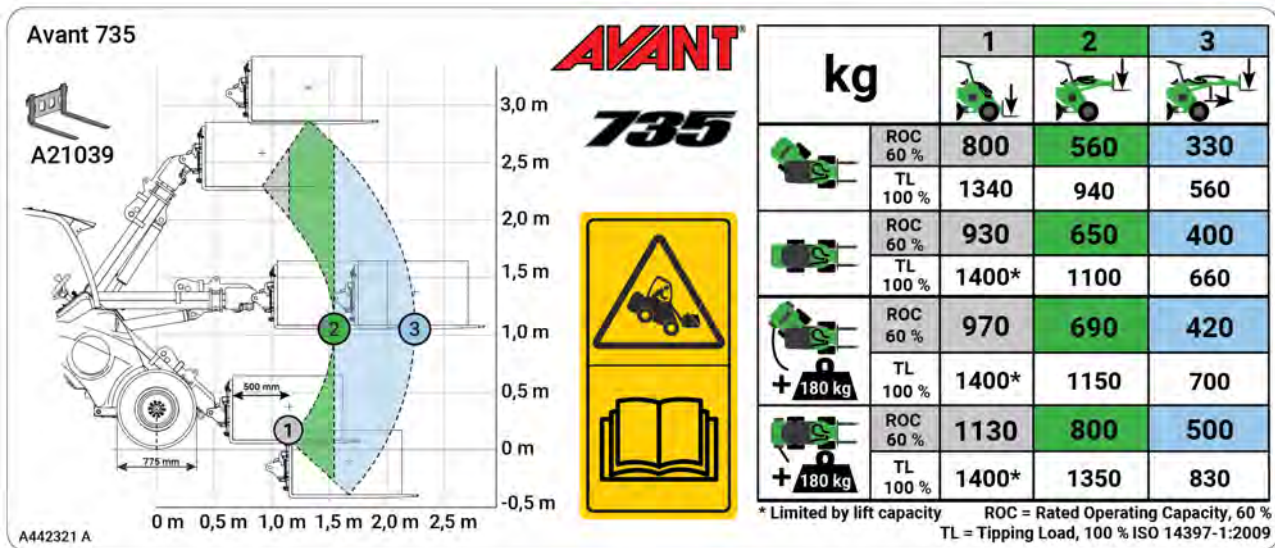 Avant 735
A21039
3,0 m
2,5 m
2,0 m
1,5 m
1,0 m
0,5 m
0 m
-0,5 m
2
3
500 mm
1
775 mm
0 m 0,5 m 1,0 m 1,5 m 2,0 m 2,5 m
A442321 A
AVANT®
735
kg 1 2 3
ROC 60 % 800 560 330
TL 100 % 1340 940 560
ROC 60 % 930 650 400
TL 100 % 1400* 1100 660
ROC 60 % 970 690 420
+ 180 kg TL 100 % 1400* 1150 700
ROC 60 % 1130 800 500
+ 180 kg TL 100 % 1400* 1350 830
* Limited by lift capacity ROC = Rated Operating Capacity, 60 %
TL = Tipping Load, 100 % ISO 14397-1:2009